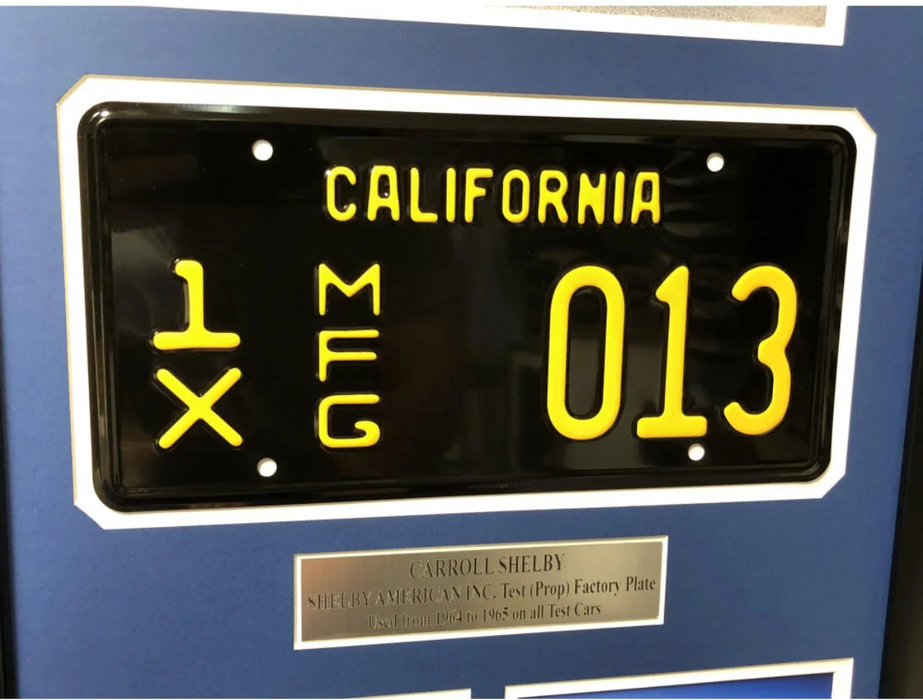 CALIFORNIA
1 X MFG 013
CARROLL SHELBY
SHELBY AMERICAN INC. Test (Prop) Factory Plate
Used from 1964 to 1965 on all Test Cars